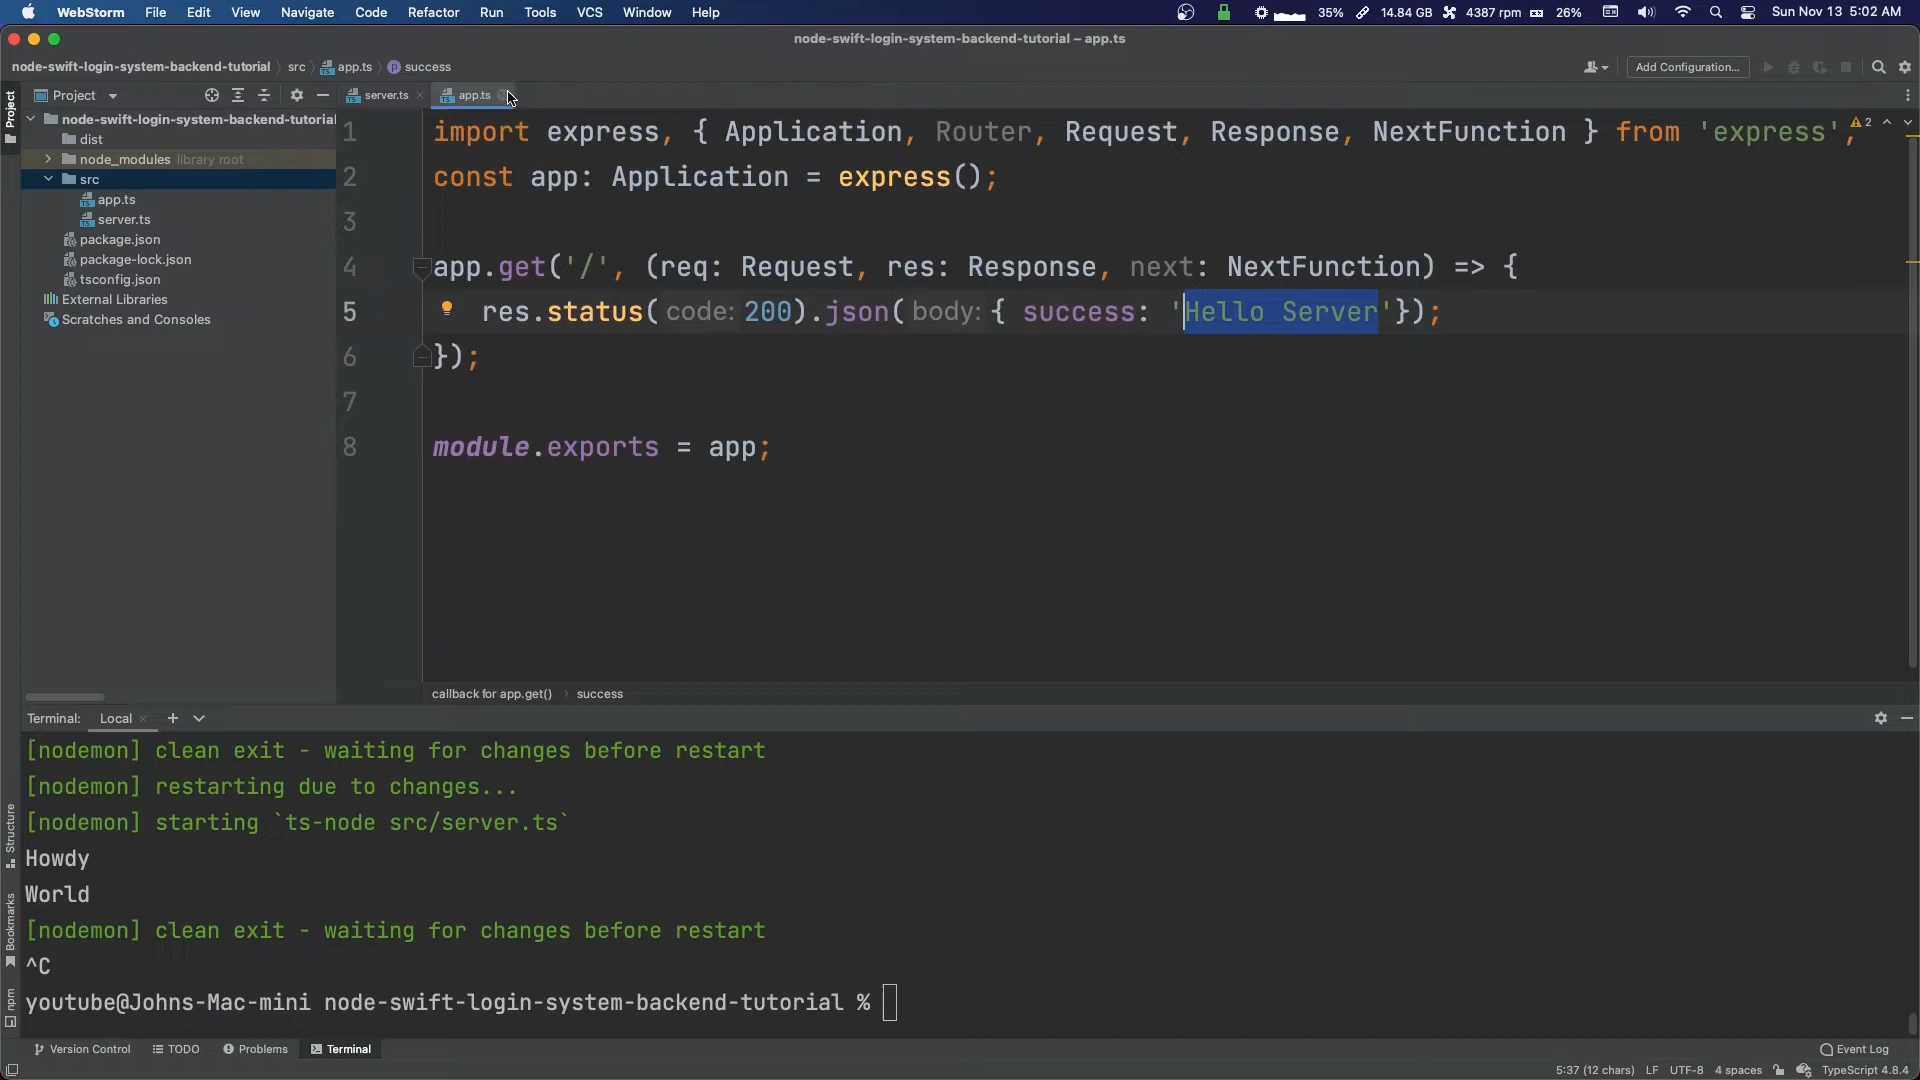 WebStorm File Edit View Navigate Code Refactor Run Tools VCS Window Help 35% 14.84 GB 4387 rpm 26% Sun Nov 13 5:02 AM
node-swift-login-system-backend-tutorial – app.ts
node-swift-login-system-backend-tutorial src app.ts success Add Configuration...
Project
Project
node-swift-login-system-backend-tutorial
dist
node_modules library root
src
app.ts
server.ts
package.json
package-lock.json
tsconfig.json
External Libraries
Scratches and Consoles
server.ts app.ts
1 import express, { Application, Router, Request, Response, NextFunction } from 'express';
2 const app: Application = express();
3
4 app.get('/', (req: Request, res: Response, next: NextFunction) => {
5 res.status( code: 200).json( body: { success: 'Hello Server'});
6 });
7
8 module.exports = app;
2
callback for app.get() success
Terminal: Local
[nodemon] clean exit - waiting for changes before restart
[nodemon] restarting due to changes...
[nodemon] starting `ts-node src/server.ts`
Howdy
World
[nodemon] clean exit - waiting for changes before restart
^C
youtube@Johns-Mac-mini node-swift-login-system-backend-tutorial %
Structure
Bookmarks
npm
Version Control TODO Problems Terminal Event Log
5:37 (12 chars) LF UTF-8 4 spaces TypeScript 4.8.4